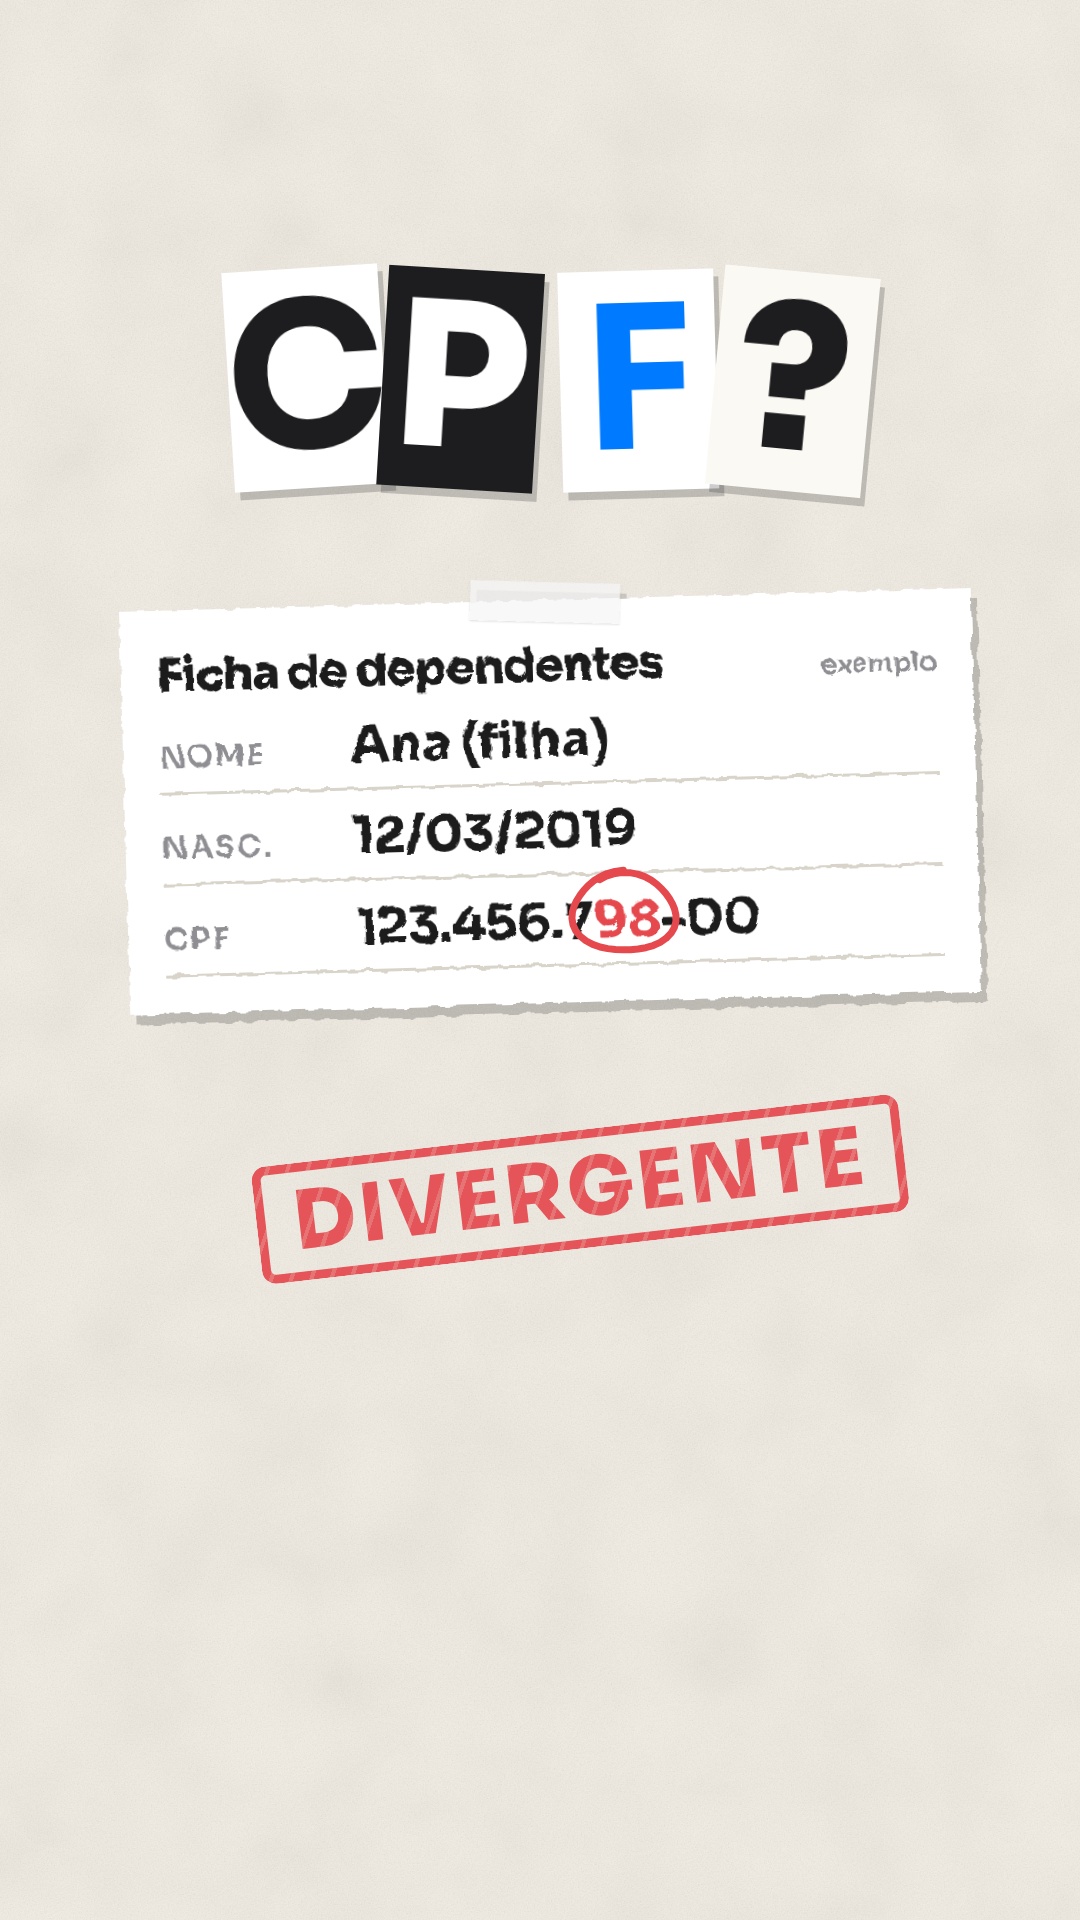 CPF?
Ficha de dependentes exemplo
NOME Ana (filha)
NASC. 12/03/2019
CPF 123.456.798-00
DIVERGENTE